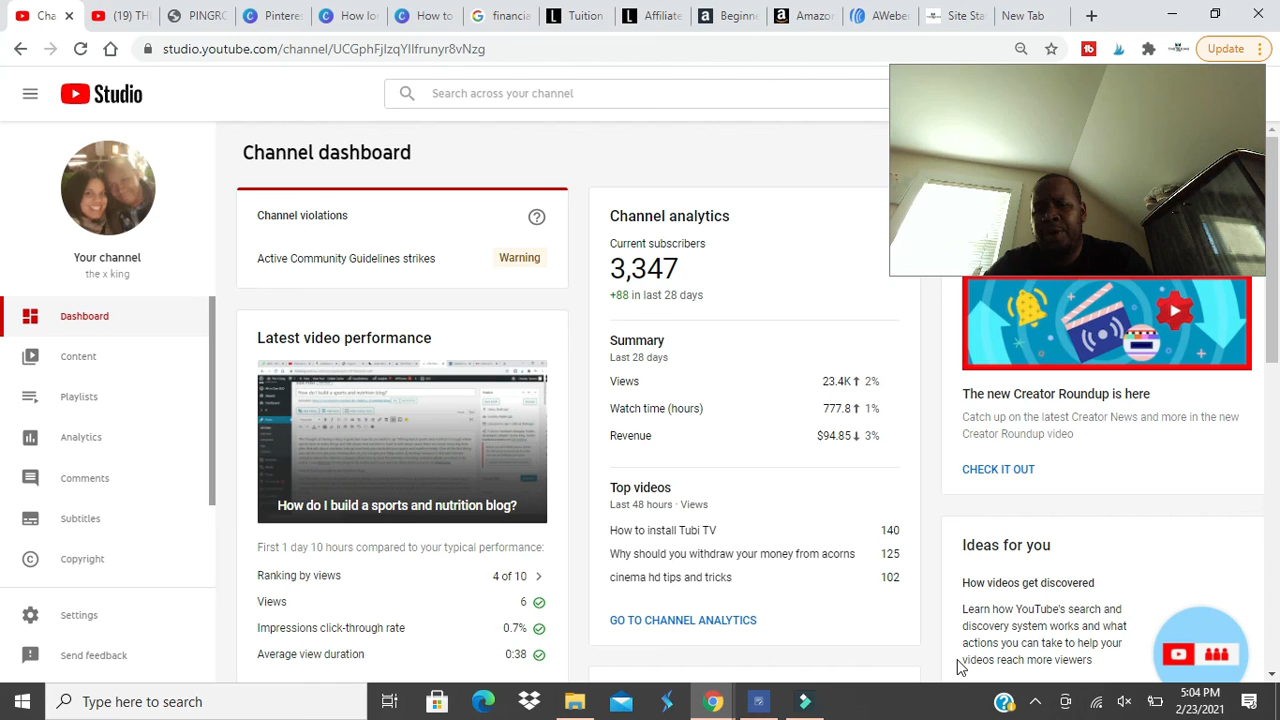 Cha
(19) TH
PINGRO
Pinteres
How lo
How to
financia
Tuition
Affiliate
Beginne
Amazon
AWeber
Site Sta
New Tab
studio.youtube.com/channel/UCGphFjIzqYIlfrunyr8vNzg
Update
Studio
Search across your channel
Channel dashboard
Your channel
the x king
Dashboard
Content
Playlists
Analytics
Comments
Subtitles
Copyright
Settings
Send feedback
Channel violations
Active Community Guidelines strikes
Warning
Latest video performance
How do I build a sports and nutrition blog?
First 1 day 10 hours compared to your typical performance:
Ranking by views 4 of 10
Views 6
Impressions click-through rate 0.7%
Average view duration 0:38
Channel analytics
Current subscribers
3,347
+88 in last 28 days
Summary
Last 28 days
Views 23.4K 2%
Watch time (hours) 777.8 1%
Revenue $94.85 3%
Top videos
Last 48 hours · Views
How to install Tubi TV 140
Why should you withdraw your money from acorns 125
cinema hd tips and tricks 102
GO TO CHANNEL ANALYTICS
The new Creator Roundup is here
Catch up on the latest Creator News and more in the new
Creator Roundup video
CHECK IT OUT
Ideas for you
How videos get discovered
Learn how YouTube's search and
discovery system works and what
actions you can take to help your
videos reach more viewers
Type here to search
5:04 PM
2/23/2021